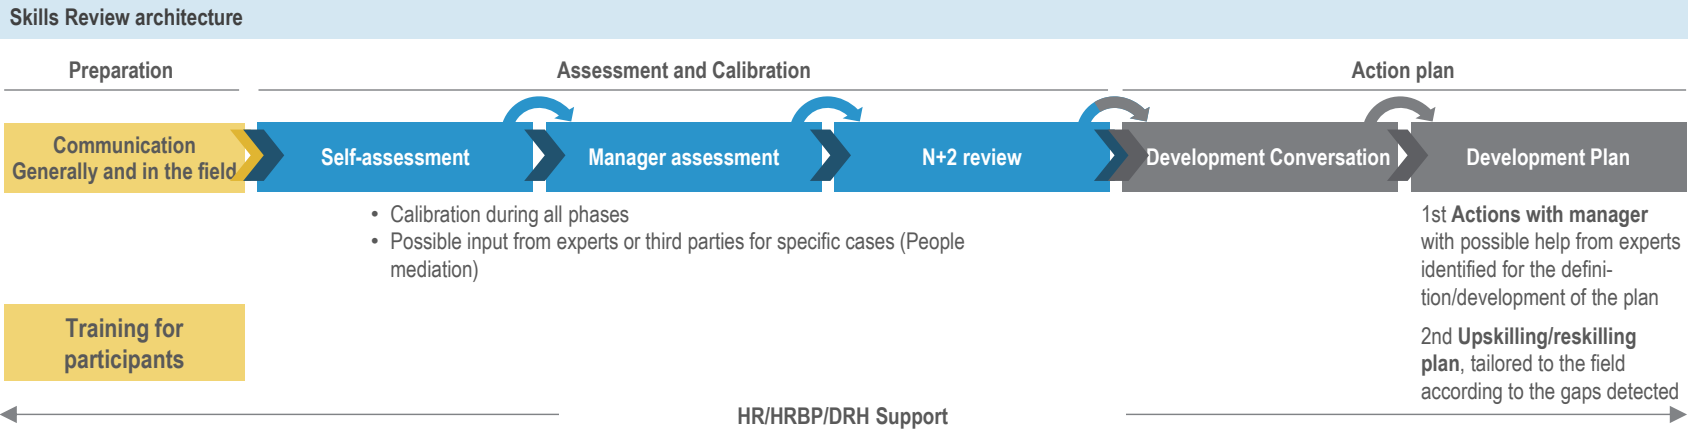 Skills Review architecture
Preparation
Assessment and Calibration
Action plan
Communication
Generally and in the field
Self-assessment
Manager assessment
N+2 review
Development Conversation
Development Plan
• Calibration during all phases
• Possible input from experts or third parties for specific cases (People
mediation)
1st Actions with manager
with possible help from experts
identified for the defini-
tion/development of the plan
2nd Upskilling/reskilling
plan, tailored to the field
according to the gaps detected
Training for
participants
HR/HRBP/DRH Support